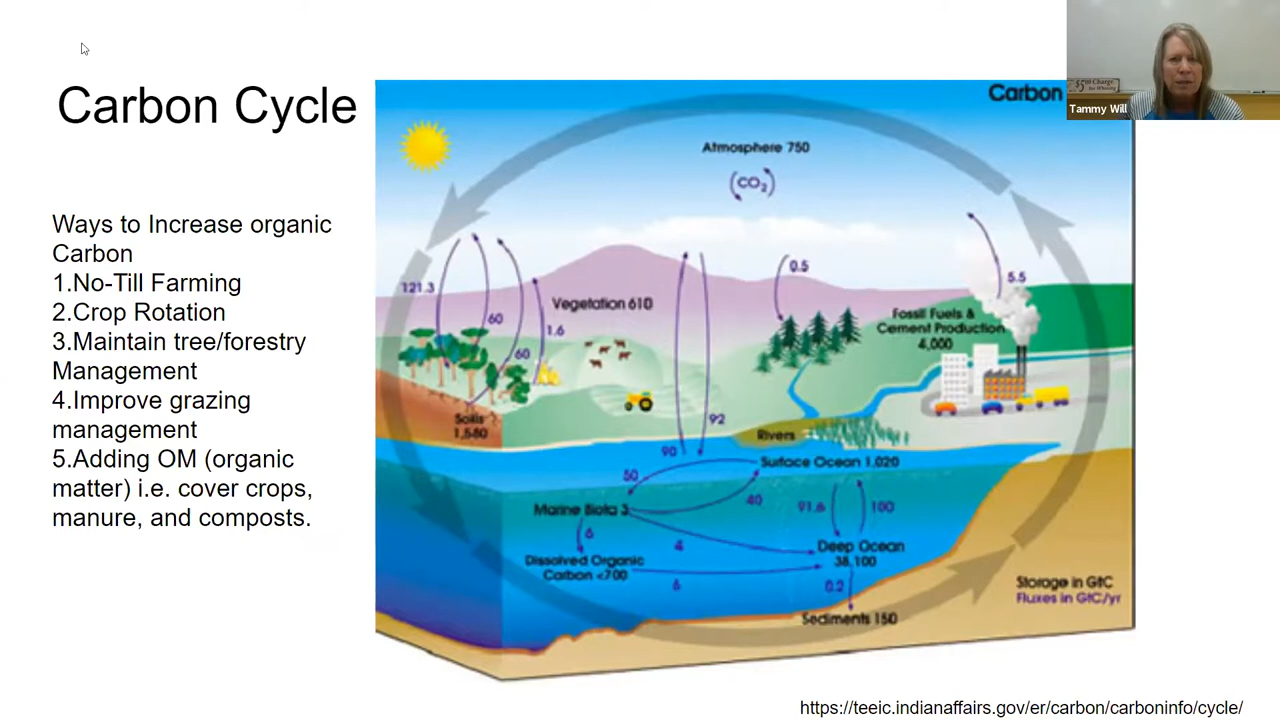 Carbon Cycle
Ways to Increase organic
Carbon
1.No-Till Farming
2.Crop Rotation
3.Maintain tree/forestry
Management
4.Improve grazing
management
5.Adding OM (organic
matter) i.e. cover crops,
manure, and composts.
Carbon
Tammy Will
Atmosphere 750
CO2
121.3
60
60
1.6
Vegetation 610
0.5
5.5
Fossil Fuels &
Cement Production
4,000
Soils
1,580
92
90
Rivers
Surface Ocean 1,020
50
40
Marine Biota 3
91.6
100
6
4
Deep Ocean
38,100
Dissolved Organic
Carbon <700
6
0.2
Sediments 150
Storage in GtC
Fluxes in GtC/yr
https://teeic.indianaffairs.gov/er/carbon/carboninfo/cycle/